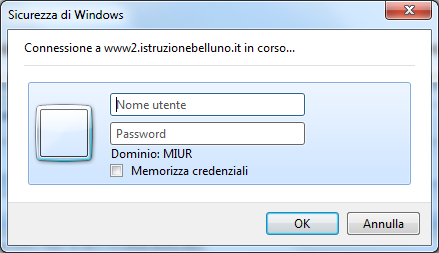 Sicurezza di Windows
Connessione a www2.istruzionebelluno.it in corso...
Nome utente
Password
Dominio: MIUR
Memorizza credenziali
OK
Annulla